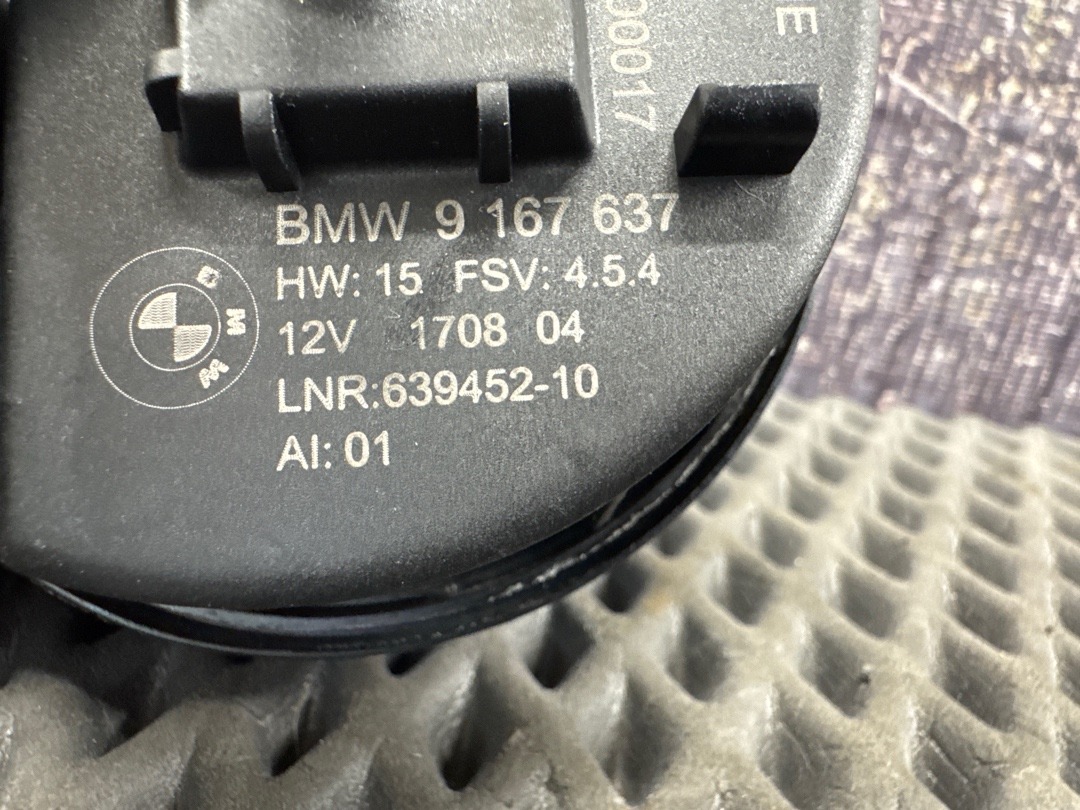 00017
E
BMW 9 167 637
HW: 15 FSV: 4.5.4
12V 1708 04
LNR:639452-10
AI: 01
BMW